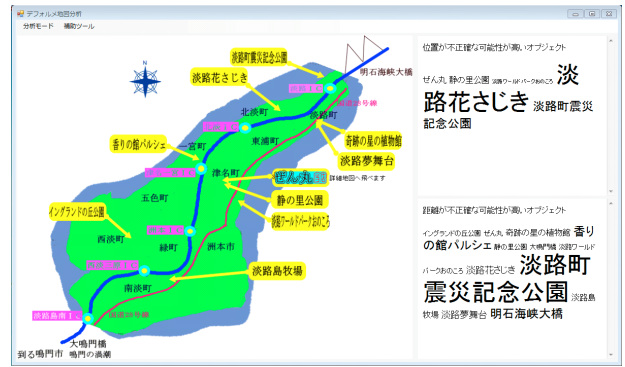 デフォルメ地図分析
分析モード 補助ツール
淡路町震災記念公園
明石海峡大橋
淡路花さじき
国道28号線
北淡町
淡路町
香りの館パルシェ
一宮町
東浦町
奇跡の星の植物館
淡路夢舞台
津名町
ぜん丸
詳細地図へ飛べます
五色町
静の里公園
イングランドの丘公園
淡路ワールドパークおのころ
西淡町
緑町
洲本市
淡路島牧場
南淡町
淡路島南IC
国道28号線
大鳴門橋
到る鳴門市 鳴門の渦潮
位置が不正確な可能性が高いオブジェクト
ぜん丸 静の里公園 淡路ワールドパークおのころ 淡
路花さじき 淡路町震災
記念公園
距離が不正確な可能性が高いオブジェクト
イングランドの丘公園 ぜん丸 奇跡の星の植物館 香り
の館パルシェ 静の里公園 大鳴門橋 淡路ワールド
パークおのころ 淡路花さじき 淡路町
震災記念公園 淡路島
牧場 淡路夢舞台 明石海峡大橋